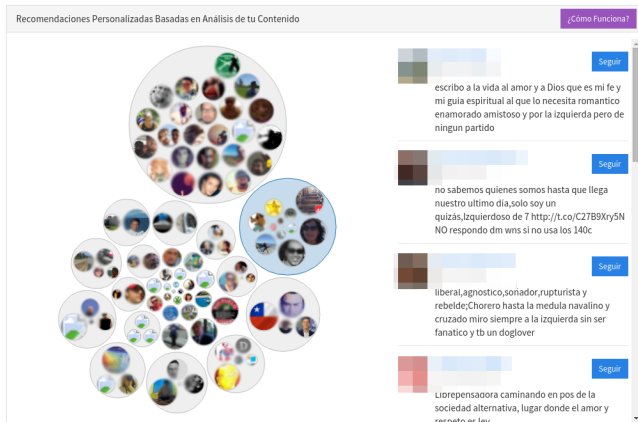 Recomendaciones Personalizadas Basadas en Análisis de tu Contenido
¿Cómo Funciona?
Seguir
escribo a la vida al amor y a Dios que es mi fe y
mi guia espiritual al que lo necesita romantico
enamorado amistoso y por la izquierda pero de
ningun partido
Seguir
no sabemos quienes somos hasta que llega
nuestro ultimo día,solo soy un
quizás,Izquierdoso de 7 http://t.co/C27B9Xry5N
NO respondo dm wns si no usa los 140c
Seguir
liberal,agnostico,soñador,rupturista y
rebelde;Chorero hasta la medula navalino y
cruzado miro siempre a la izquierda sin ser
fanatico y tb un doglover
Seguir
Librepensadora caminando en pos de la
sociedad alternativa, lugar donde el amor y
respeto es ley